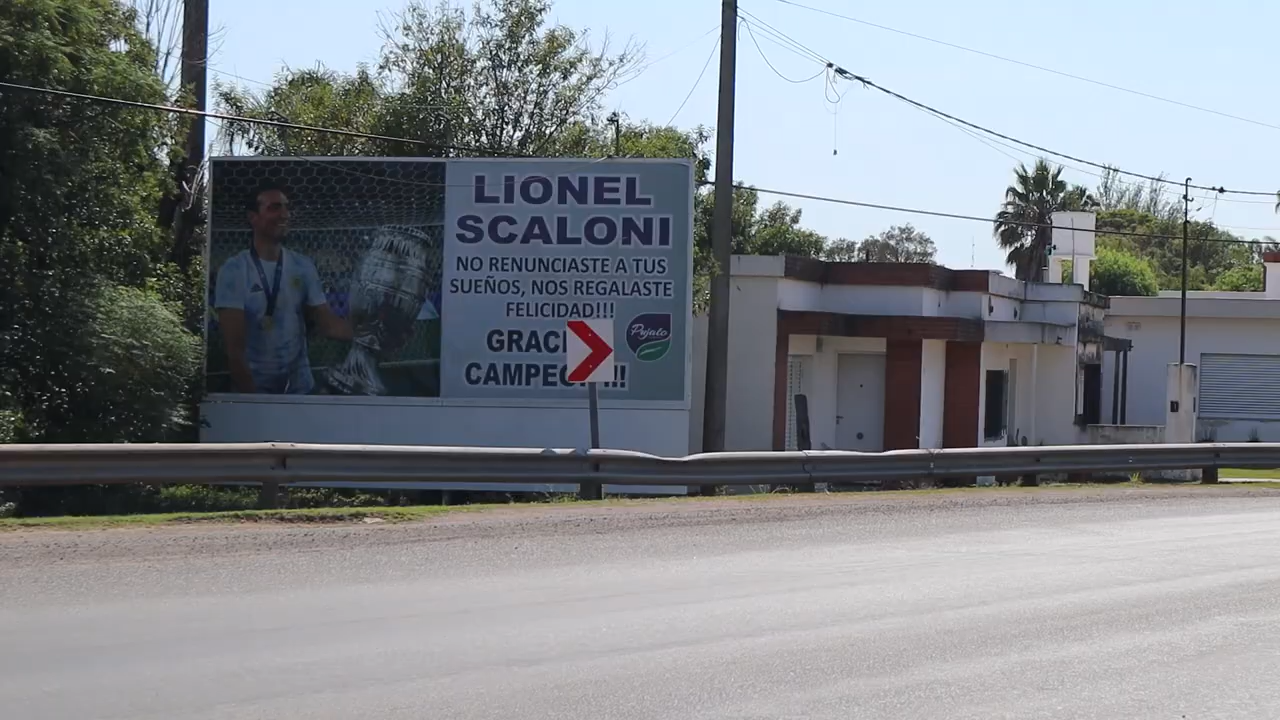 LIONEL
SCALONI
NO RENUNCIASTE A TUS
SUEÑOS, NOS REGALASTE
FELICIDAD!!!
Pujato